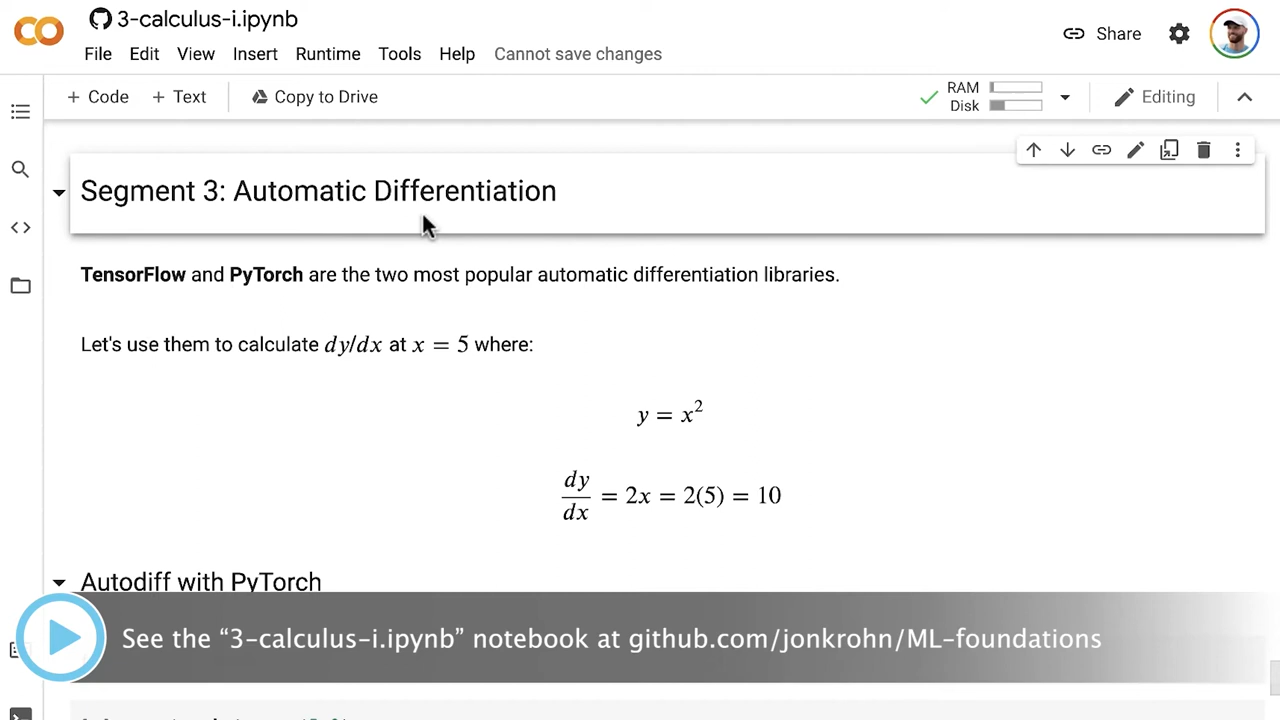 3-calculus-i.ipynb
File Edit View Insert Runtime Tools Help Cannot save changes
Share
+ Code + Text Copy to Drive
RAM
Disk
Editing
Segment 3: Automatic Differentiation
TensorFlow and PyTorch are the two most popular automatic differentiation libraries.
Let's use them to calculate dy/dx at x = 5 where:
y = x²
dy/dx = 2x = 2(5) = 10
Autodiff with PyTorch
See the “3-calculus-i.ipynb” notebook at github.com/jonkrohn/ML-foundations